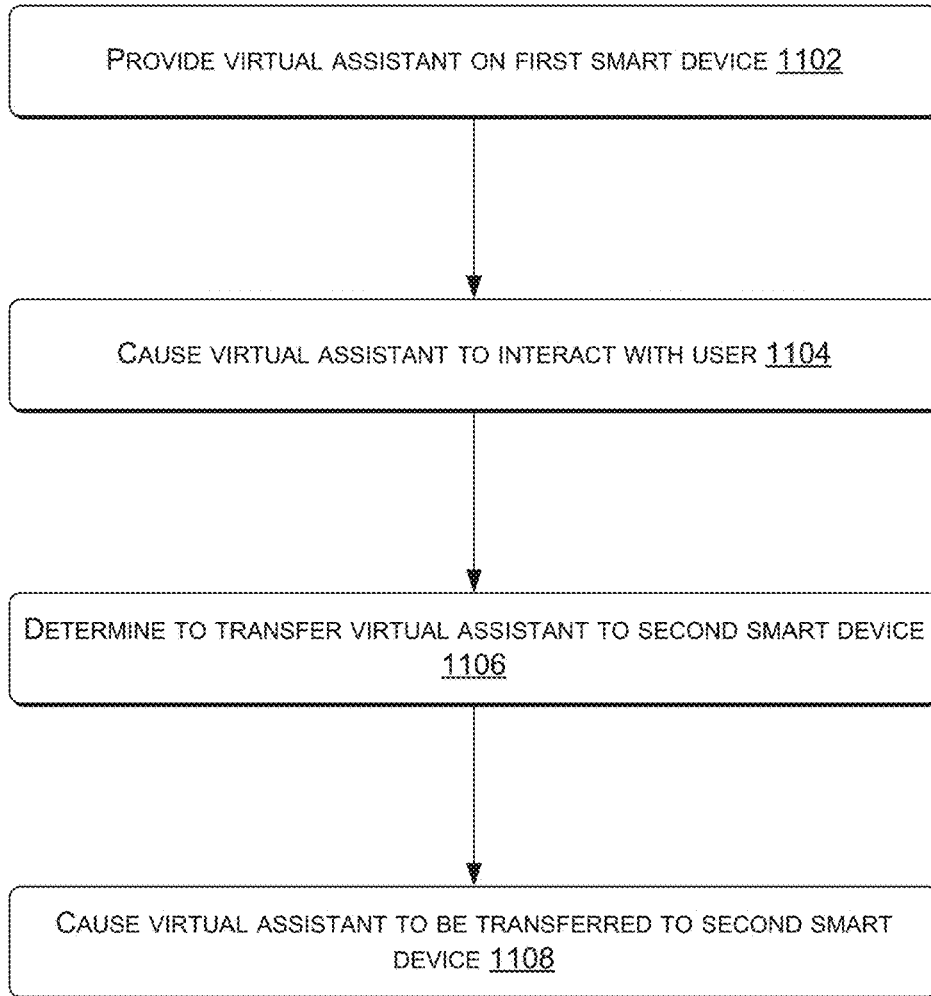 PROVIDE VIRTUAL ASSISTANT ON FIRST SMART DEVICE 1102
CAUSE VIRTUAL ASSISTANT TO INTERACT WITH USER 1104
DETERMINE TO TRANSFER VIRTUAL ASSISTANT TO SECOND SMART DEVICE
1106
CAUSE VIRTUAL ASSISTANT TO BE TRANSFERRED TO SECOND SMART
DEVICE 1108